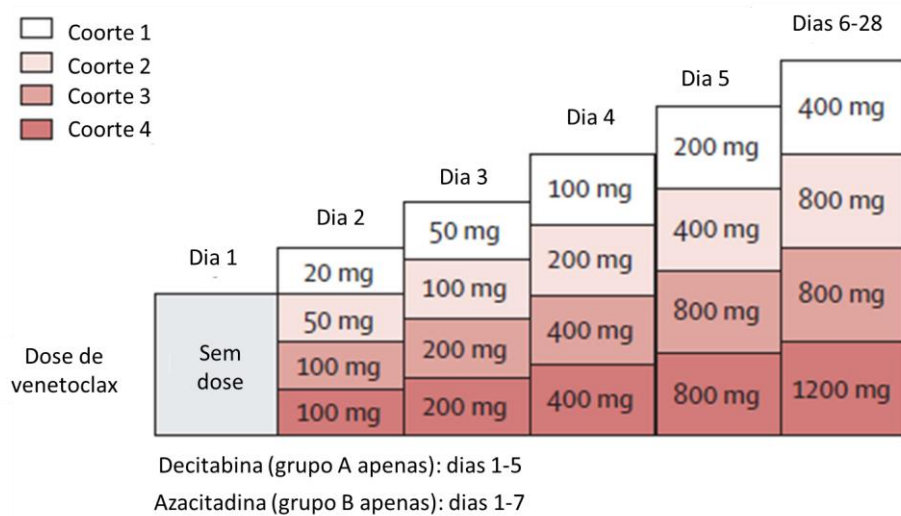 Coorte 1
Coorte 2
Coorte 3
Coorte 4
Dia 1
Dia 2
Dia 3
Dia 4
Dia 5
Dias 6-28
Dose de
venetoclax
Sem
dose
20 mg
50 mg
100 mg
100 mg
50 mg
100 mg
200 mg
200 mg
100 mg
200 mg
400 mg
400 mg
200 mg
400 mg
800 mg
800 mg
400 mg
800 mg
800 mg
1200 mg
Decitabina (grupo A apenas): dias 1-5
Azacitadina (grupo B apenas): dias 1-7